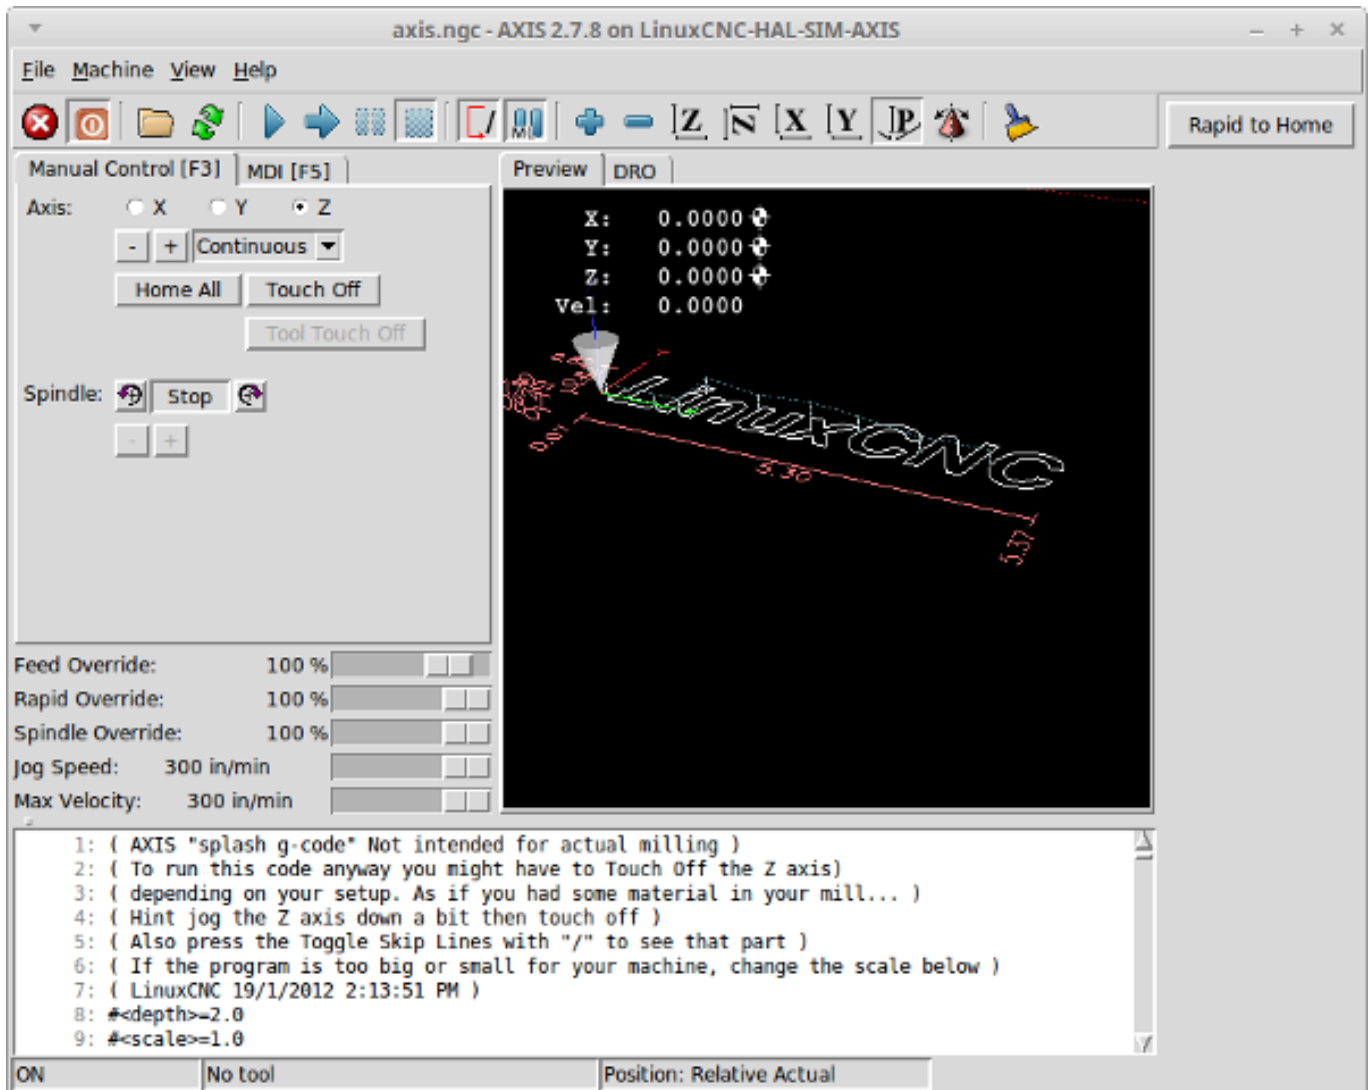 axis.ngc - AXIS 2.7.8 on LinuxCNC-HAL-SIM-AXIS
File Machine View Help
Z N X Y P
Rapid to Home
Manual Control [F3] MDI [F5]
Preview DRO
Axis: X Y Z
- + Continuous
Home All Touch Off
Tool Touch Off
Spindle: Stop
- +
X: 0.0000
Y: 0.0000
Z: 0.0000
Vel: 0.0000
LinuxCNC
5.30
5.37
Feed Override: 100 %
Rapid Override: 100 %
Spindle Override: 100 %
Jog Speed: 300 in/min
Max Velocity: 300 in/min
1: ( AXIS "splash g-code" Not intended for actual milling )
2: ( To run this code anyway you might have to Touch Off the Z axis)
3: ( depending on your setup. As if you had some material in your mill... )
4: ( Hint jog the Z axis down a bit then touch off )
5: ( Also press the Toggle Skip Lines with "/" to see that part )
6: ( If the program is too big or small for your machine, change the scale below )
7: ( LinuxCNC 19/1/2012 2:13:51 PM )
8: #<depth>=2.0
9: #<scale>=1.0
ON No tool Position: Relative Actual